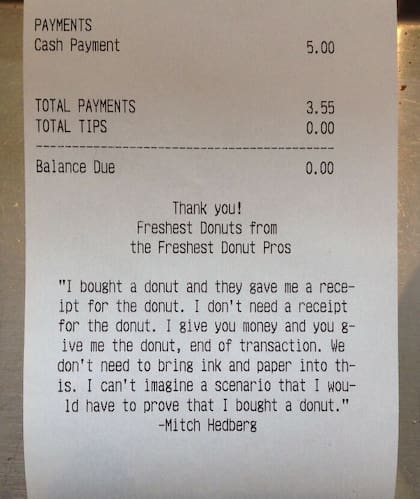 PAYMENTS
Cash Payment 5.00
TOTAL PAYMENTS 3.55
TOTAL TIPS 0.00
--------------------------------------------
Balance Due 0.00
Thank you!
Freshest Donuts from
the Freshest Donut Pros
"I bought a donut and they gave me a rece-
ipt for the donut. I don't need a receipt
for the donut. I give you money and you g-
ive me the donut, end of transaction. We
don't need to bring ink and paper into th-
is. I can't imagine a scenario that I wou-
ld have to prove that I bought a donut."
-Mitch Hedberg